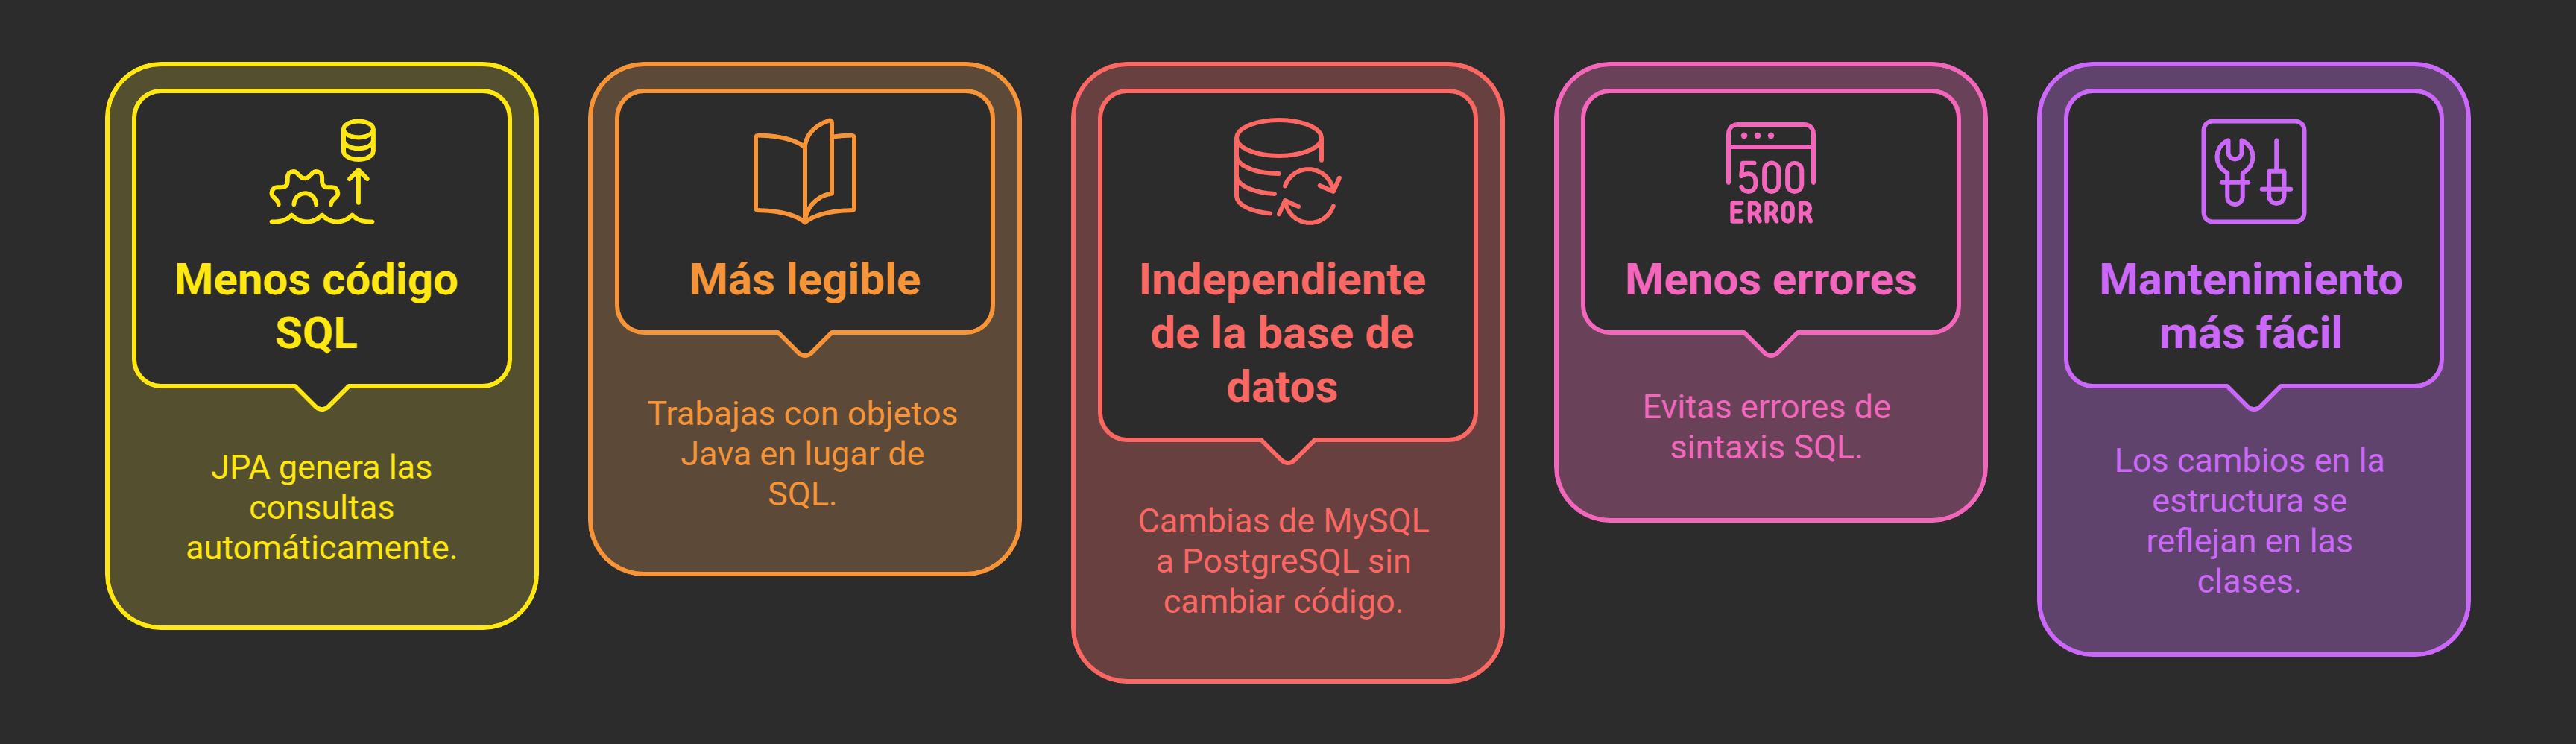 Menos código
SQL
JPA genera las
consultas
automáticamente.
Más legible
Trabajas con objetos
Java en lugar de
SQL.
Independiente
de la base de
datos
Cambias de MySQL
a PostgreSQL sin
cambiar código.
500
ERROR
Menos errores
Evitas errores de
sintaxis SQL.
Mantenimiento
más fácil
Los cambios en la
estructura se
reflejan en las
clases.